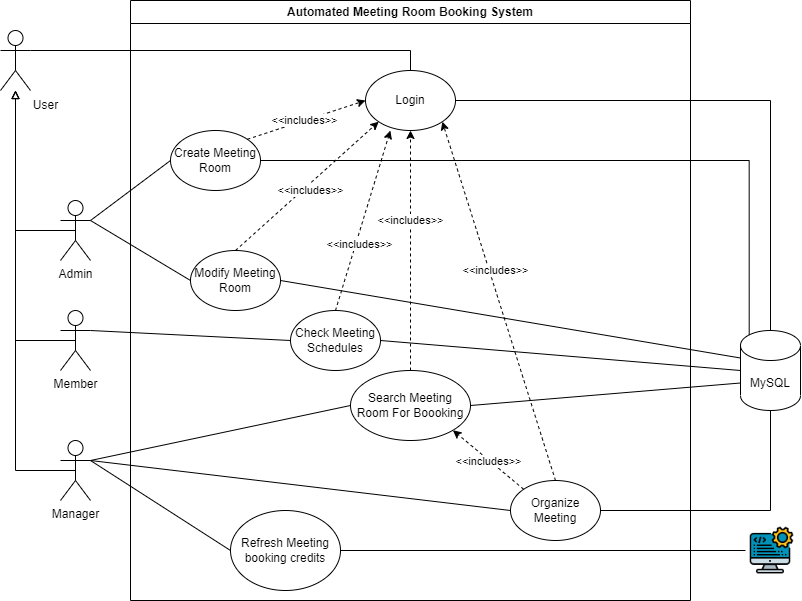 Automated Meeting Room Booking System
User
Login
<<includes>>
Create Meeting
Room
<<includes>>
<<includes>>
<<includes>>
<<includes>>
Admin
Modify Meeting
Room
Check Meeting
Schedules
Member
MySQL
Search Meeting
Room For Boooking
<<includes>>
Manager
Organize
Meeting
Refresh Meeting
booking credits